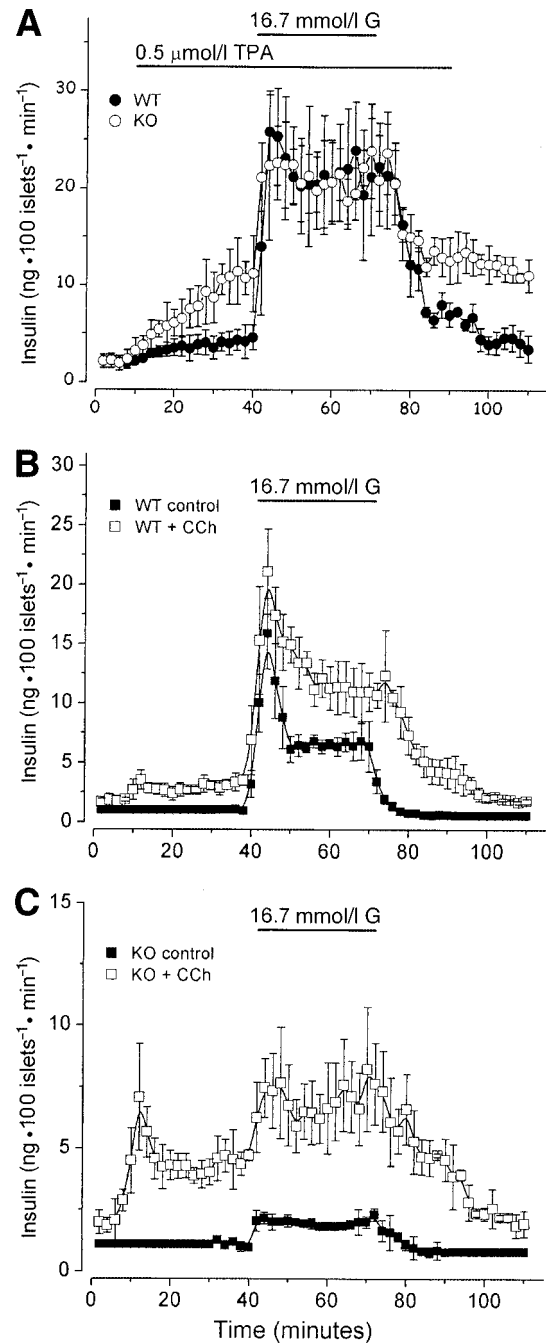 A
16.7 mmol/l G
0.5 μmol/l TPA
WT
KO
Insulin (ng • 100 islets⁻¹ • min⁻¹)
30
20
10
0
0 20 40 60 80 100
B
16.7 mmol/l G
WT control
WT + CCh
Insulin (ng • 100 islets⁻¹ • min⁻¹)
30
25
20
15
10
5
0
0 20 40 60 80 100
C
16.7 mmol/l G
KO control
KO + CCh
Insulin (ng • 100 islets⁻¹ • min⁻¹)
15
10
5
0
0 20 40 60 80 100
Time (minutes)